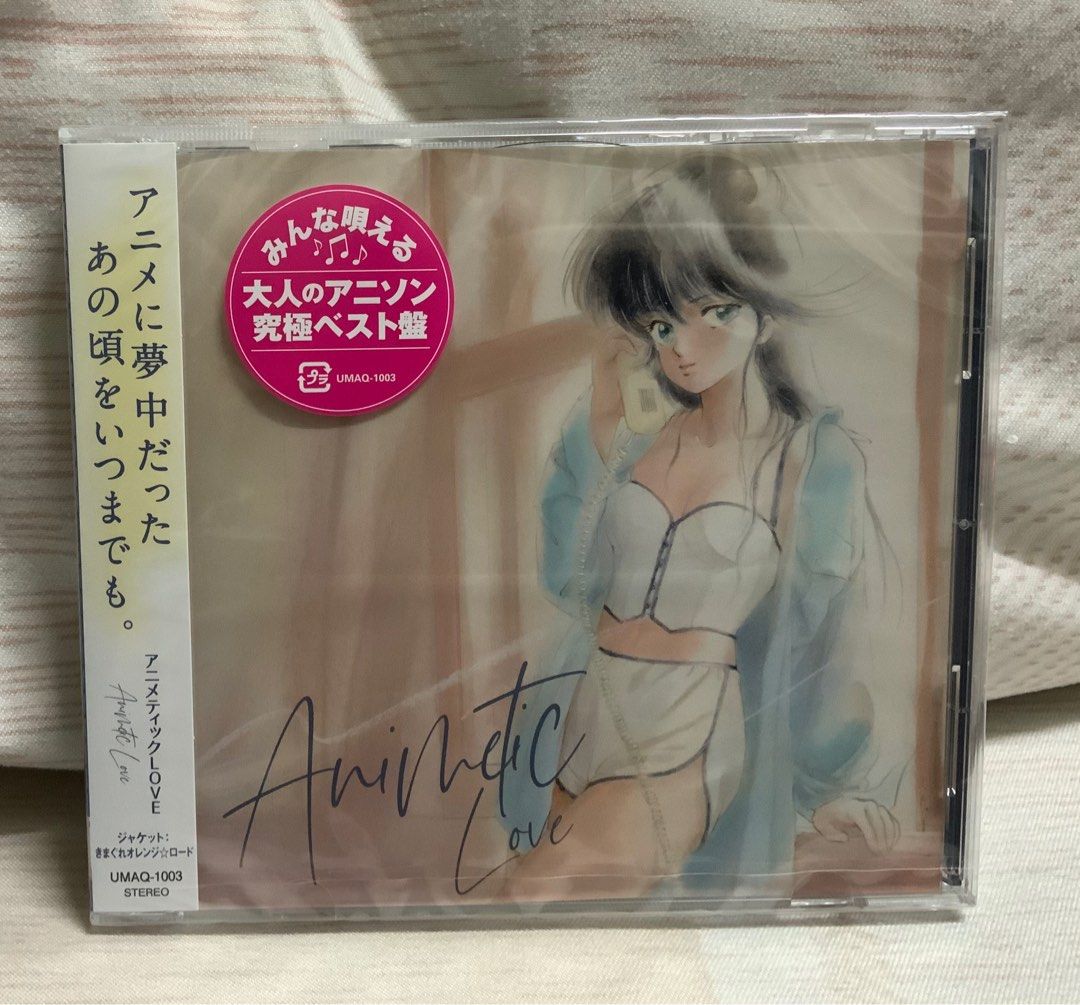 アニメに夢中だった
あの頃をいつまでも。
アニメティックLOVE
Animetic Love
ジャケット：
きまぐれオレンジ☆ロード
UMAQ-1003
STEREO
みんな唄える
大人のアニソン
究極ベスト盤
プラ
UMAQ-1003
Animetic
Love